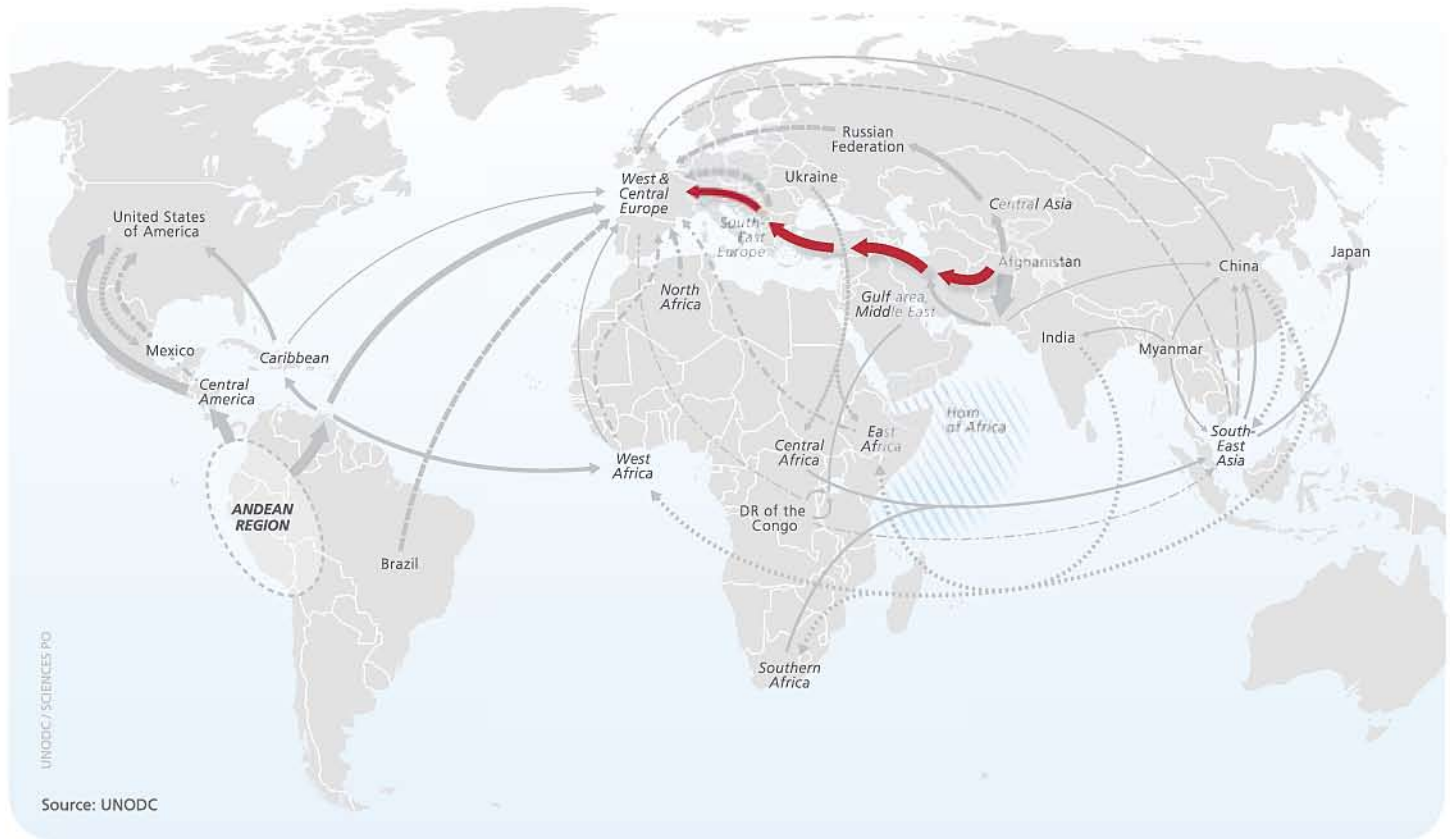 Russian
Federation
Ukraine
West &
Central
Europe
Central Asia
United States
of America
South-
East
Europe
Afghanistan
Japan
China
North
Africa
Gulf area,
Middle East
India
Mexico
Caribbean
Myanmar
Central
America
Horn
of Africa
East
Africa
Central
Africa
South-
East
Asia
West
Africa
ANDEAN
REGION
DR of the
Congo
Brazil
Southern
Africa
UNODC / SCIENCES PO
Source: UNODC